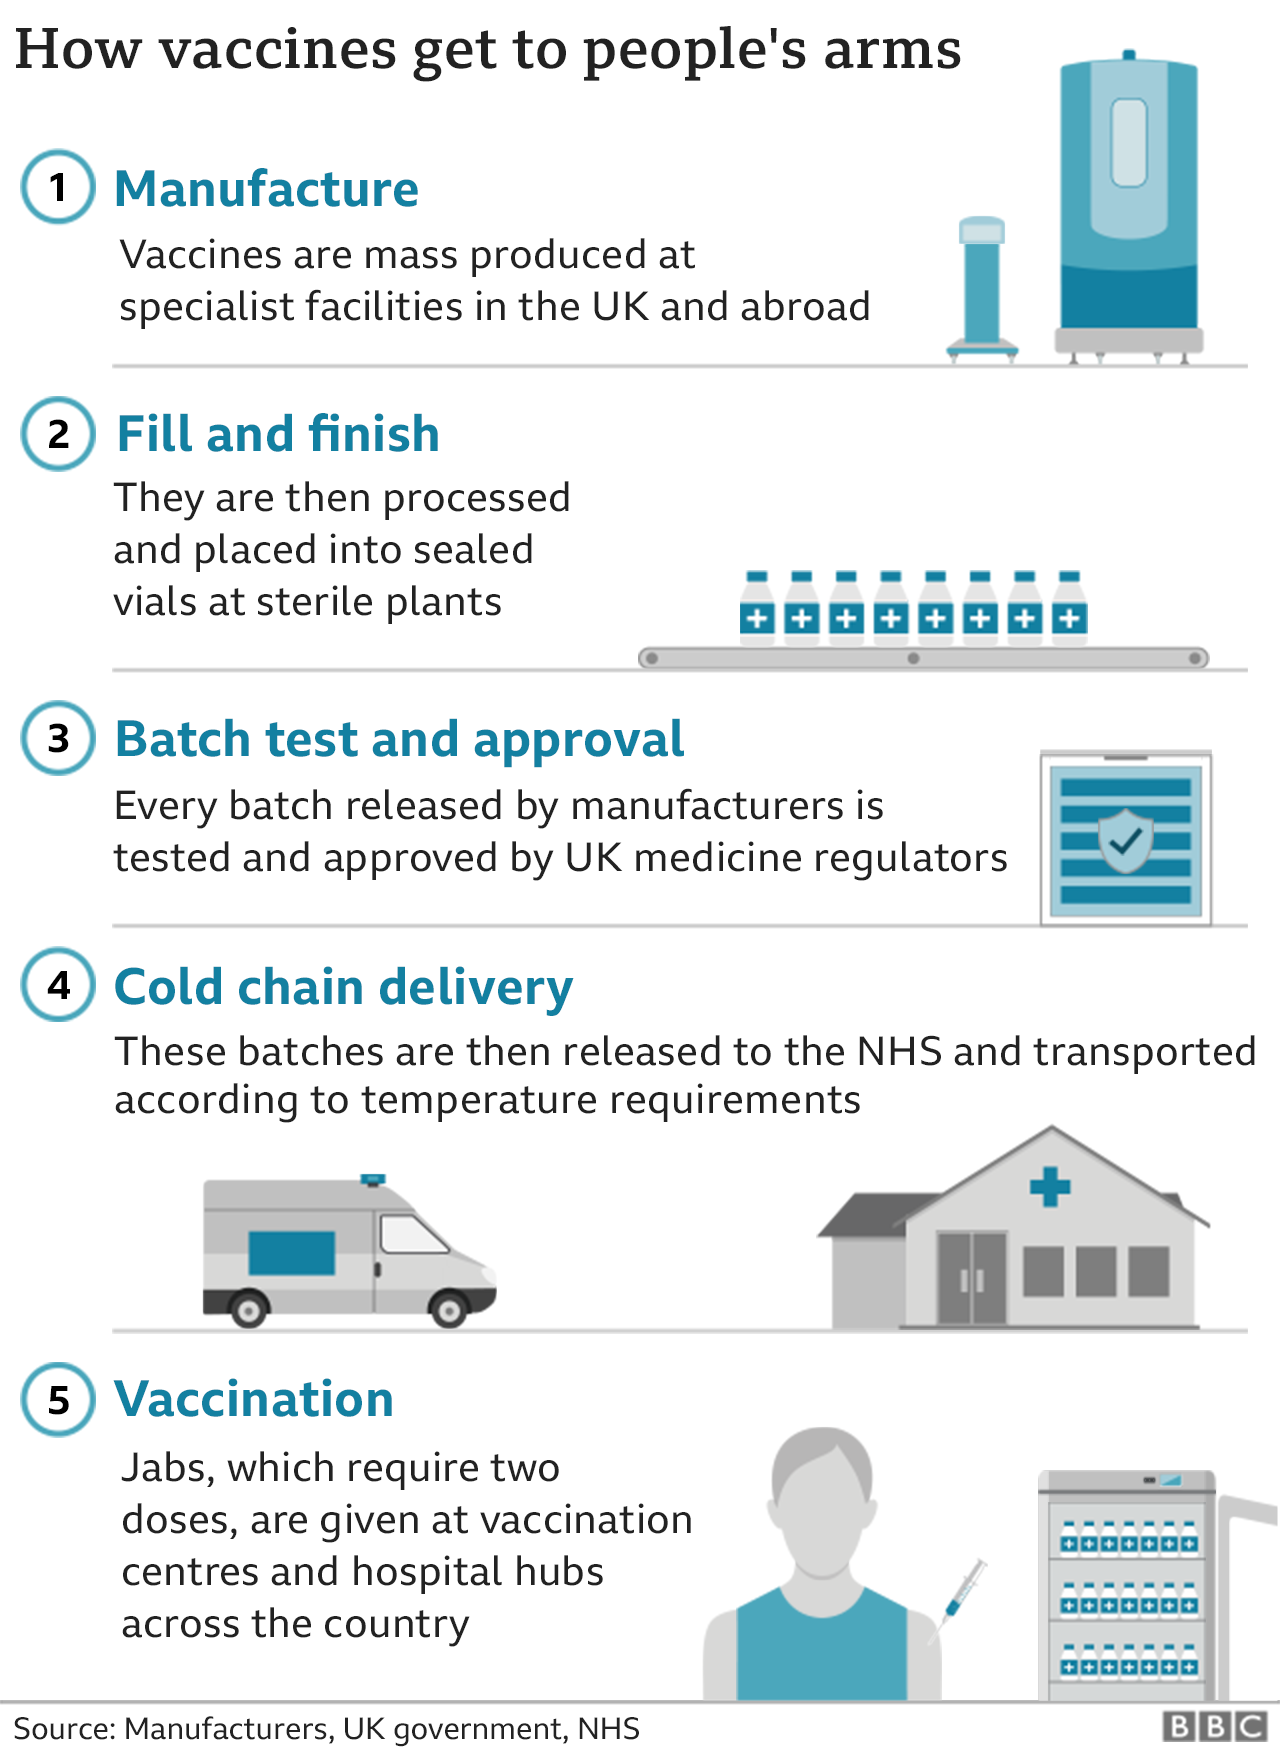 How vaccines get to people's arms
1 Manufacture
Vaccines are mass produced at
specialist facilities in the UK and abroad
2 Fill and finish
They are then processed
and placed into sealed
vials at sterile plants
3 Batch test and approval
Every batch released by manufacturers is
tested and approved by UK medicine regulators
4 Cold chain delivery
These batches are then released to the NHS and transported
according to temperature requirements
5 Vaccination
Jabs, which require two
doses, are given at vaccination
centres and hospital hubs
across the country
Source: Manufacturers, UK government, NHS
BBC